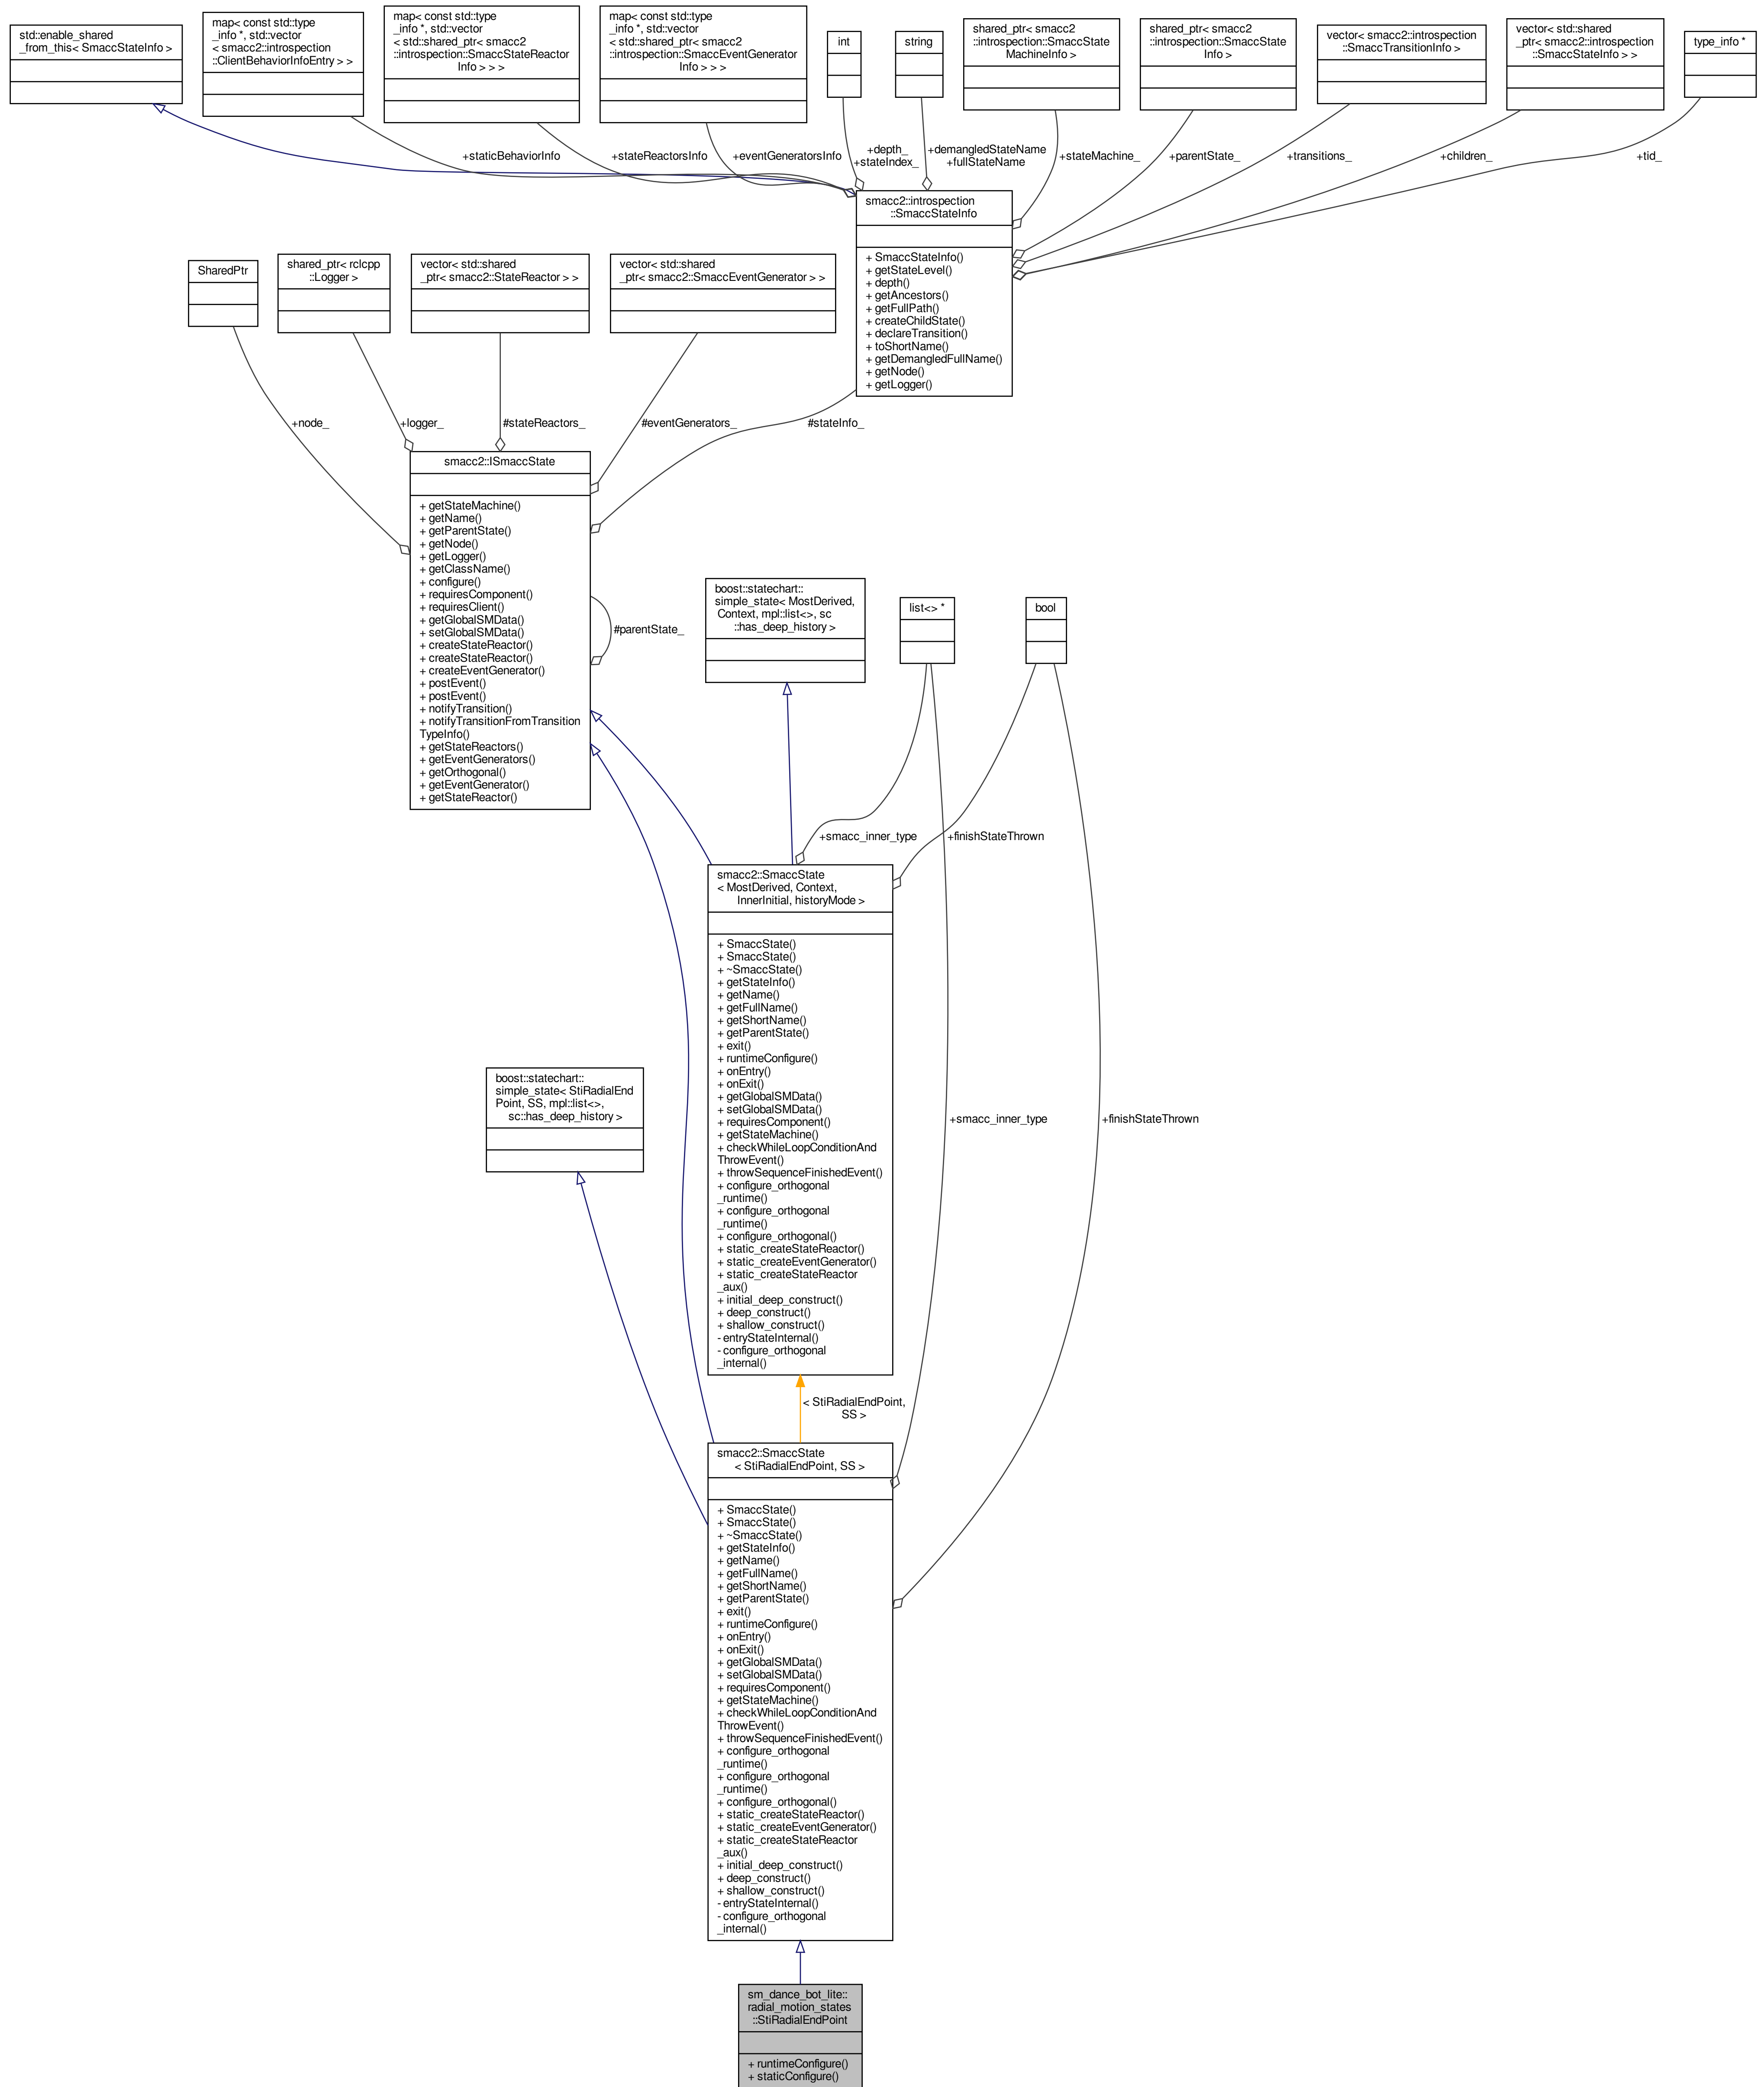 std::enable_shared
_from_this< SmaccStateInfo >
map< const std::type
_info *, std::vector
< smacc2::introspection
::ClientBehaviorInfoEntry > >
map< const std::type
_info *, std::vector
< std::shared_ptr< smacc2
::introspection::SmaccStateReactor
Info > > >
map< const std::type
_info *, std::vector
< std::shared_ptr< smacc2
::introspection::SmaccEventGenerator
Info > > >
int
string
shared_ptr< smacc2
::introspection::SmaccState
MachineInfo >
shared_ptr< smacc2
::introspection::SmaccState
Info >
vector< smacc2::introspection
::SmaccTransitionInfo >
vector< std::shared
_ptr< smacc2::introspection
::SmaccStateInfo > >
type_info *
+staticBehaviorInfo
+stateReactorsInfo
+eventGeneratorsInfo
+depth_
+stateIndex_
+demangledStateName
+fullStateName
+stateMachine_
+parentState_
+transitions_
+children_
+tid_
smacc2::introspection
::SmaccStateInfo
+ SmaccStateInfo()
+ getStateLevel()
+ depth()
+ getAncestors()
+ getFullPath()
+ createChildState()
+ declareTransition()
+ toShortName()
+ getDemangledFullName()
+ getNode()
+ getLogger()
SharedPtr
shared_ptr< rclcpp
::Logger >
vector< std::shared
_ptr< smacc2::StateReactor > >
vector< std::shared
_ptr< smacc2::SmaccEventGenerator > >
+node_
+logger_
#stateReactors_
#eventGenerators_
#stateInfo_
smacc2::ISmaccState
+ getStateMachine()
+ getName()
+ getParentState()
+ getNode()
+ getLogger()
+ getClassName()
+ configure()
+ requiresComponent()
+ requiresClient()
+ getGlobalSMData()
+ setGlobalSMData()
+ createStateReactor()
+ createStateReactor()
+ createEventGenerator()
+ postEvent()
+ postEvent()
+ notifyTransition()
+ notifyTransitionFromTransition
TypeInfo()
+ getStateReactors()
+ getEventGenerators()
+ getOrthogonal()
+ getEventGenerator()
+ getStateReactor()
#parentState_
boost::statechart::
simple_state< MostDerived,
Context, mpl::list<>, sc
::has_deep_history >
list<> *
bool
+smacc_inner_type
+finishStateThrown
smacc2::SmaccState
< MostDerived, Context,
InnerInitial, historyMode >
+ SmaccState()
+ SmaccState()
+ ~SmaccState()
+ getStateInfo()
+ getName()
+ getFullName()
+ getShortName()
+ getParentState()
+ exit()
+ runtimeConfigure()
+ onEntry()
+ onExit()
+ getGlobalSMData()
+ setGlobalSMData()
+ requiresComponent()
+ getStateMachine()
+ checkWhileLoopConditionAnd
ThrowEvent()
+ throwSequenceFinishedEvent()
+ configure_orthogonal
_runtime()
+ configure_orthogonal
_runtime()
+ configure_orthogonal()
+ static_createStateReactor()
+ static_createEventGenerator()
+ static_createStateReactor
_aux()
+ initial_deep_construct()
+ deep_construct()
+ shallow_construct()
- entryStateInternal()
- configure_orthogonal
_internal()
boost::statechart::
simple_state< StiRadialEnd
Point, SS, mpl::list<>,
sc::has_deep_history >
+smacc_inner_type
+finishStateThrown
< StiRadialEndPoint,
SS >
smacc2::SmaccState
< StiRadialEndPoint, SS >
+ SmaccState()
+ SmaccState()
+ ~SmaccState()
+ getStateInfo()
+ getName()
+ getFullName()
+ getShortName()
+ getParentState()
+ exit()
+ runtimeConfigure()
+ onEntry()
+ onExit()
+ getGlobalSMData()
+ setGlobalSMData()
+ requiresComponent()
+ getStateMachine()
+ checkWhileLoopConditionAnd
ThrowEvent()
+ throwSequenceFinishedEvent()
+ configure_orthogonal
_runtime()
+ configure_orthogonal
_runtime()
+ configure_orthogonal()
+ static_createStateReactor()
+ static_createEventGenerator()
+ static_createStateReactor
_aux()
+ initial_deep_construct()
+ deep_construct()
+ shallow_construct()
- entryStateInternal()
- configure_orthogonal
_internal()
sm_dance_bot_lite::
radial_motion_states
::StiRadialEndPoint
+ runtimeConfigure()
+ staticConfigure()